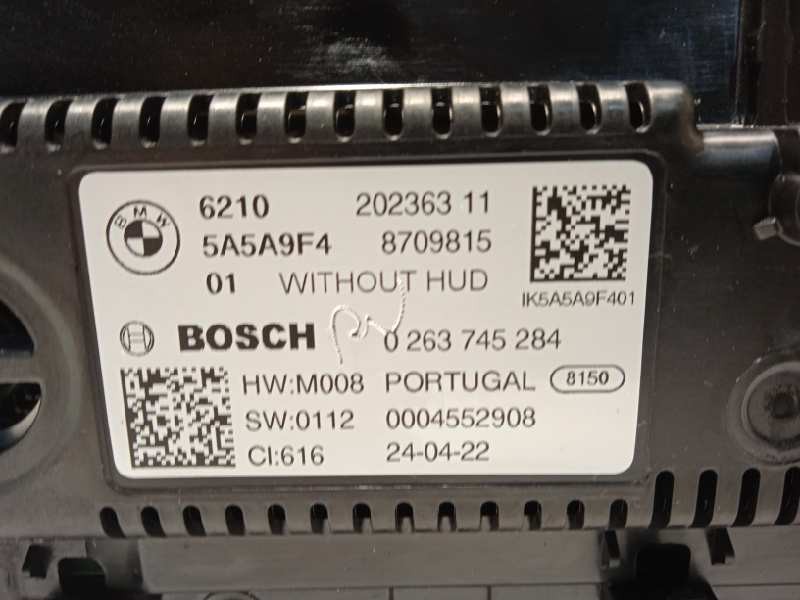 BMW
6210 202363 11
5A5A9F4 8709815
01 WITHOUT HUD
IK5A5A9F401
BOSCH 0 263 745 284
HW:M008 PORTUGAL 8150
SW:0112 0004552908
CI:616 24-04-22